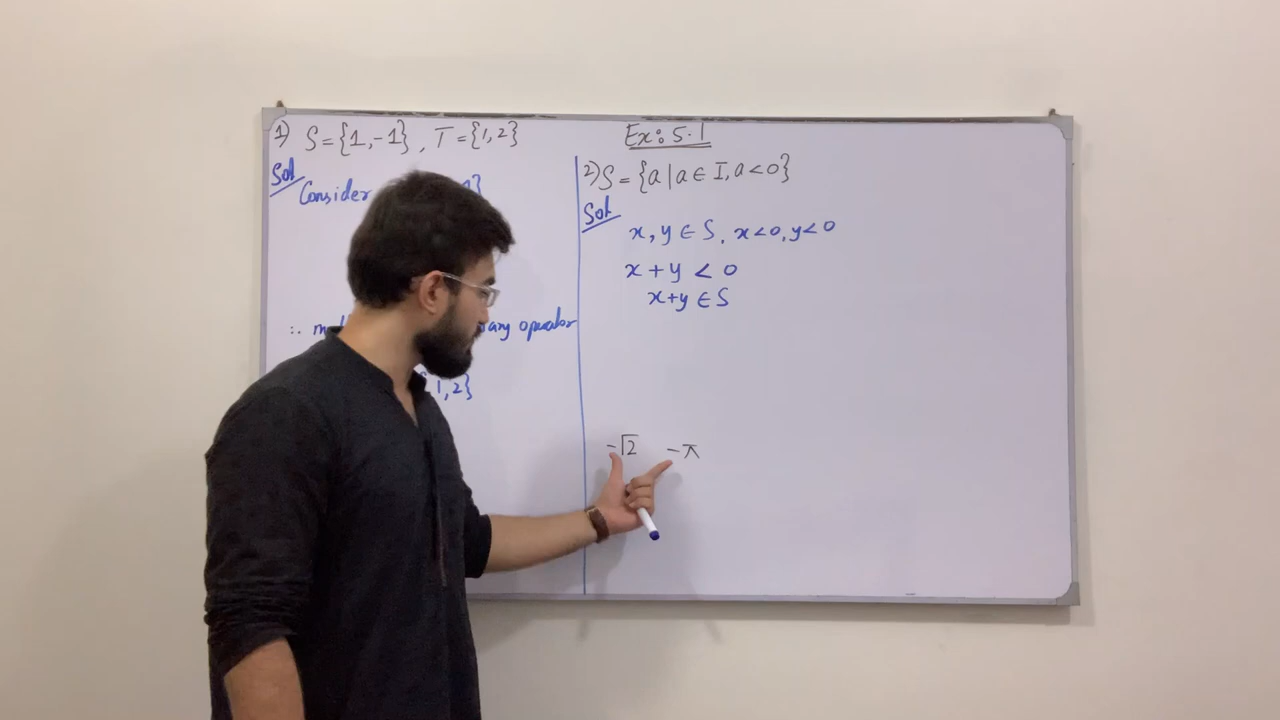 1) S={1,-1}, T={1,2}
Sol
Consider
∴ any operator
1,2}
Ex: 5.1
2) S = {a | a ∈ I, a < 0}
Sol
x, y ∈ S, x<0, y<0
x + y < 0
x+y ∈ S
-√2 -π